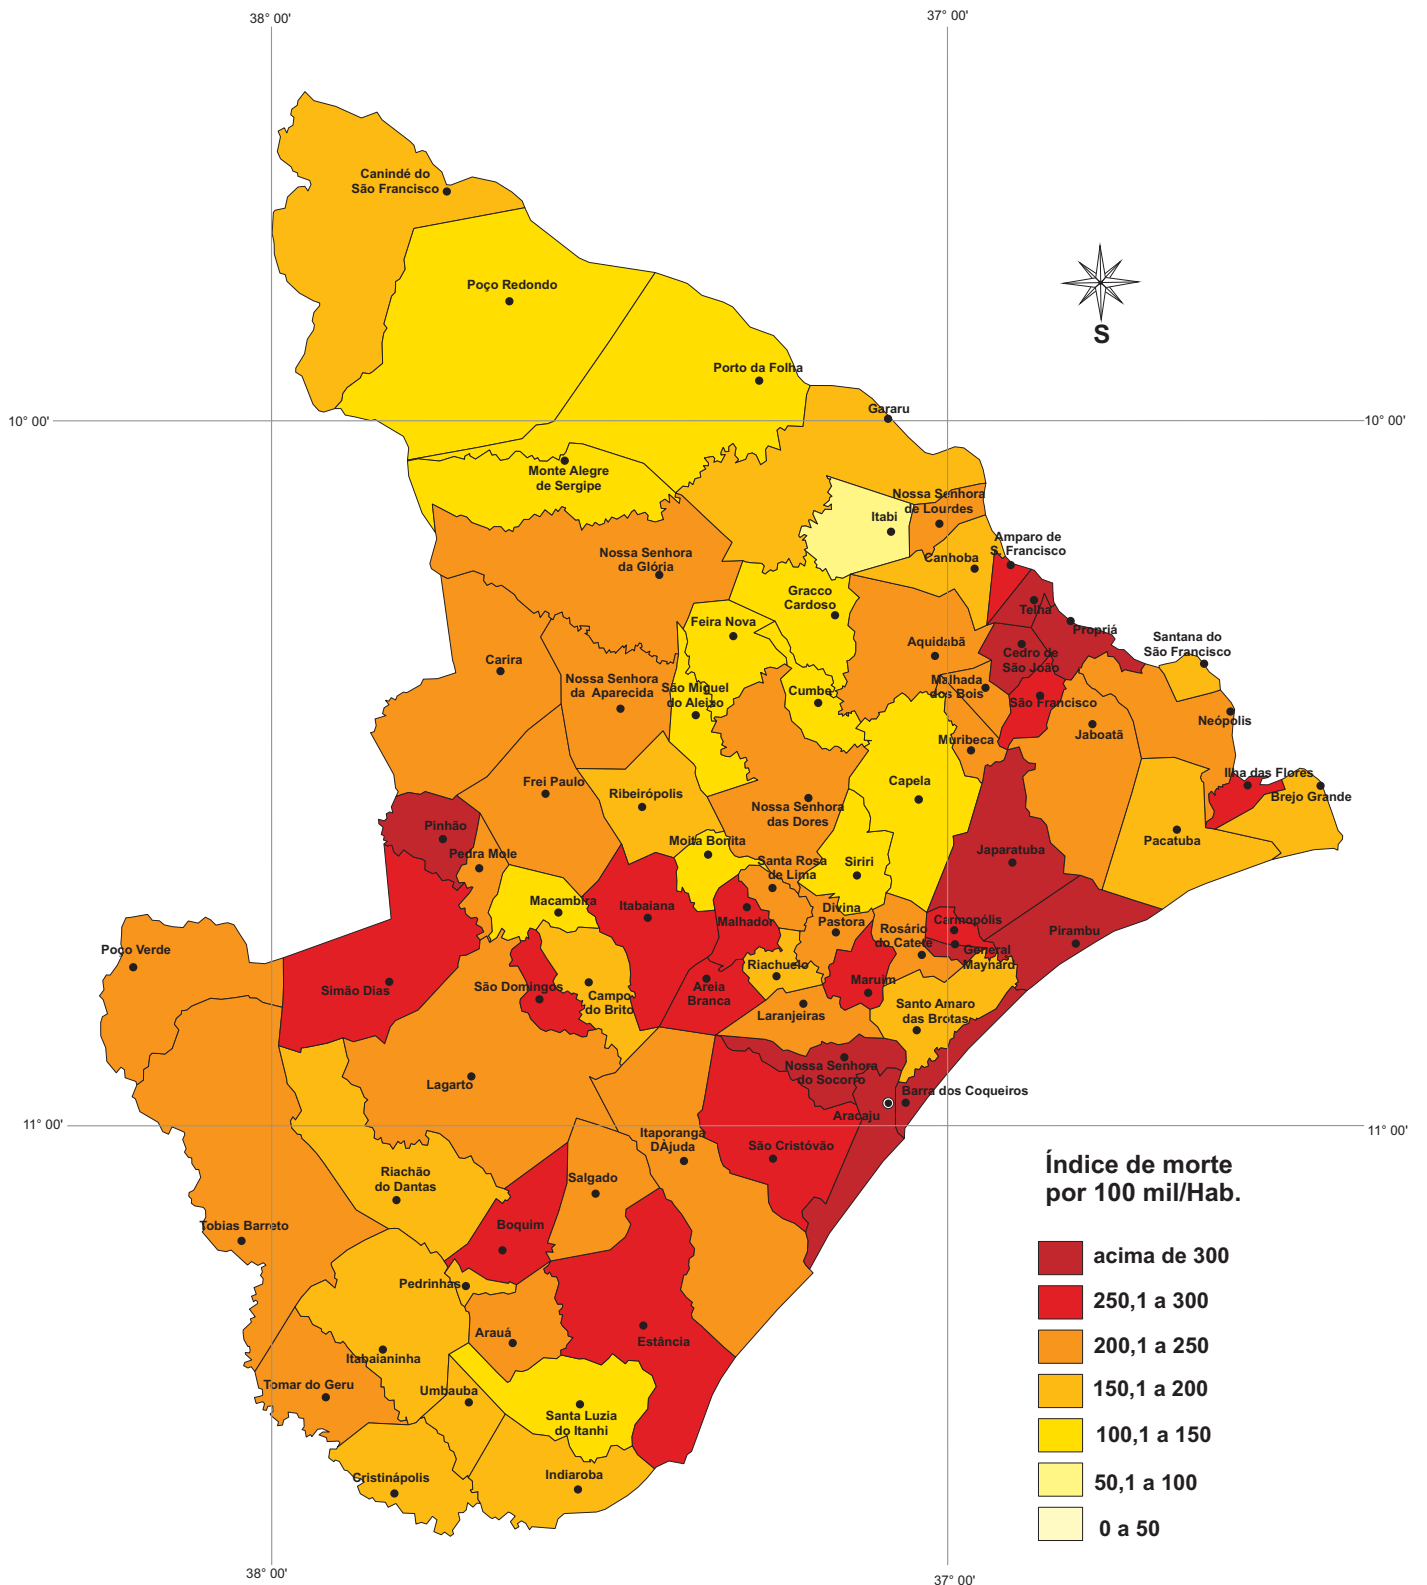 38° 00'
37° 00'
Canindé do
São Francisco
Poço Redondo
S
Porto da Folha
10° 00'
Gararu
10° 00'
Monte Alegre
de Sergipe
Nossa Senhora
de Lourdes
Itabi
Amparo de
S. Francisco
Nossa Senhora
da Glória
Canhoba
Gracco
Cardoso
Telha
Feira Nova
Propriá
Santana do
São Francisco
Aquidabã
Cedro de
São João
Carira
Nossa Senhora
da Aparecida
São Miguel
do Aleixo
Cumbe
Malhada
dos Bois
São Francisco
Neópolis
Jaboatã
Muribeca
Frei Paulo
Ribeirópolis
Capela
Ilha das Flores
Brejo Grande
Nossa Senhora
das Dores
Pinhão
Pedra Mole
Moita Bonita
Santa Rosa
de Lima
Siriri
Japaratuba
Pacatuba
Macambira
Itabaiana
Malhador
Divina
Pastora
Rosário
do Catete
Carmopólis
Pirambu
General
Maynard
Poço Verde
Simão Dias
São Domingos
Campo
do Brito
Areia
Branca
Riachuelo
Maruim
Laranjeiras
Santo Amaro
das Brotas
Lagarto
Nossa Senhora
do Socorro
Barra dos Coqueiros
Aracaju
11° 00'
11° 00'
Itaporanga
DÀjuda
São Cristóvão
Riachão
do Dantas
Salgado
Tobias Barreto
Boquim
Pedrinhas
Arauá
Estância
Itabaianinha
Tomar do Geru
Umbauba
Santa Luzia
do Itanhi
Cristinápolis
Indiaroba
Índice de morte
por 100 mil/Hab.
acima de 300
250,1 a 300
200,1 a 250
150,1 a 200
100,1 a 150
50,1 a 100
0 a 50
38° 00'
37° 00'